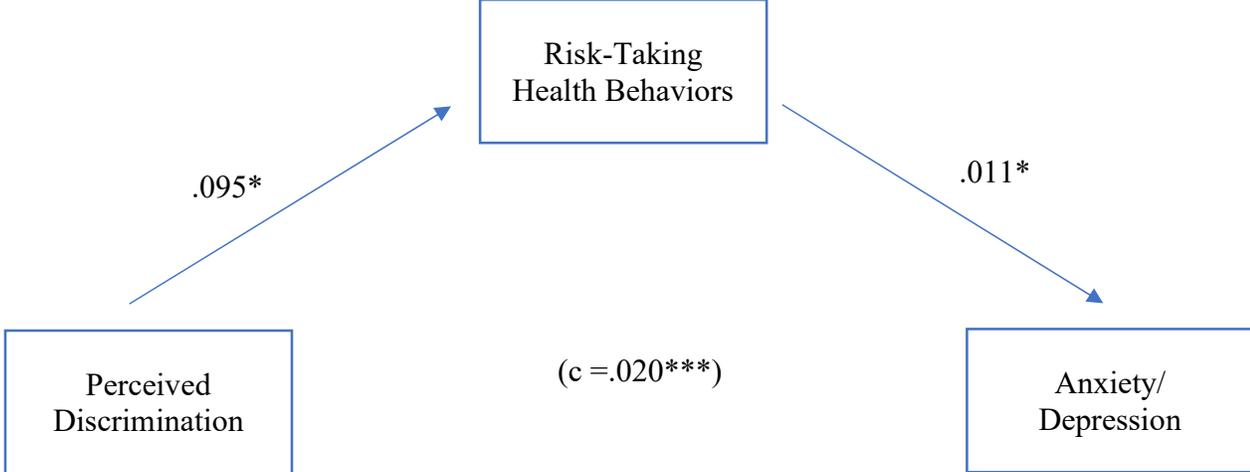 Risk-Taking
Health Behaviors
.095*
.011*
(c =.020***)
Perceived
Discrimination
Anxiety/
Depression